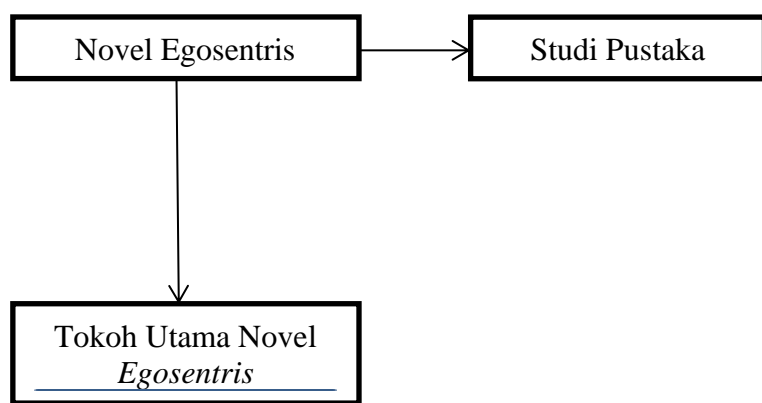 Novel Egosentris
Studi Pustaka
Tokoh Utama Novel
Egosentris